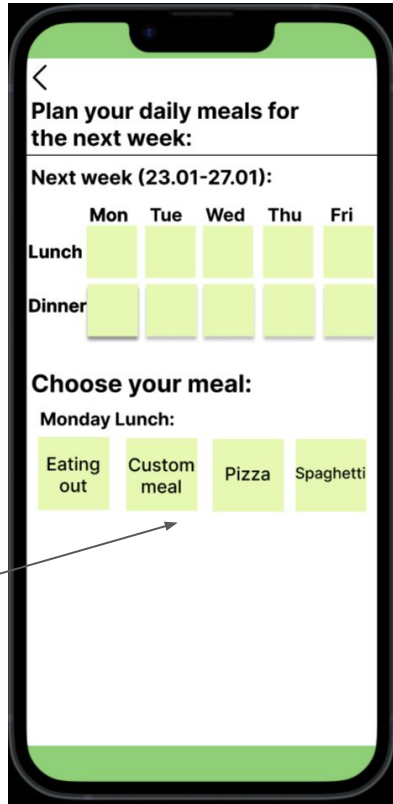 Plan your daily meals for
the next week:
Next week (23.01-27.01):
Mon Tue Wed Thu Fri
Lunch
Dinner
Choose your meal:
Monday Lunch:
Eating out
Custom meal
Pizza
Spaghetti